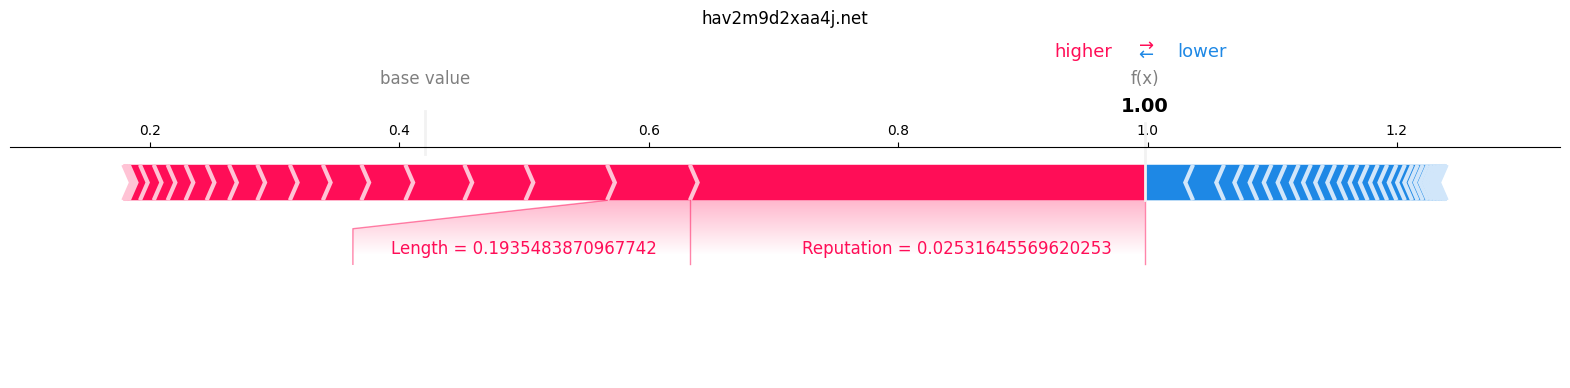 hav2m9d2xaa4j.net
higher ⇄ lower
base value f(x)
1.00
0.2 0.4 0.6 0.8 1.0 1.2
Length = 0.1935483870967742 Reputation = 0.02531645569620253